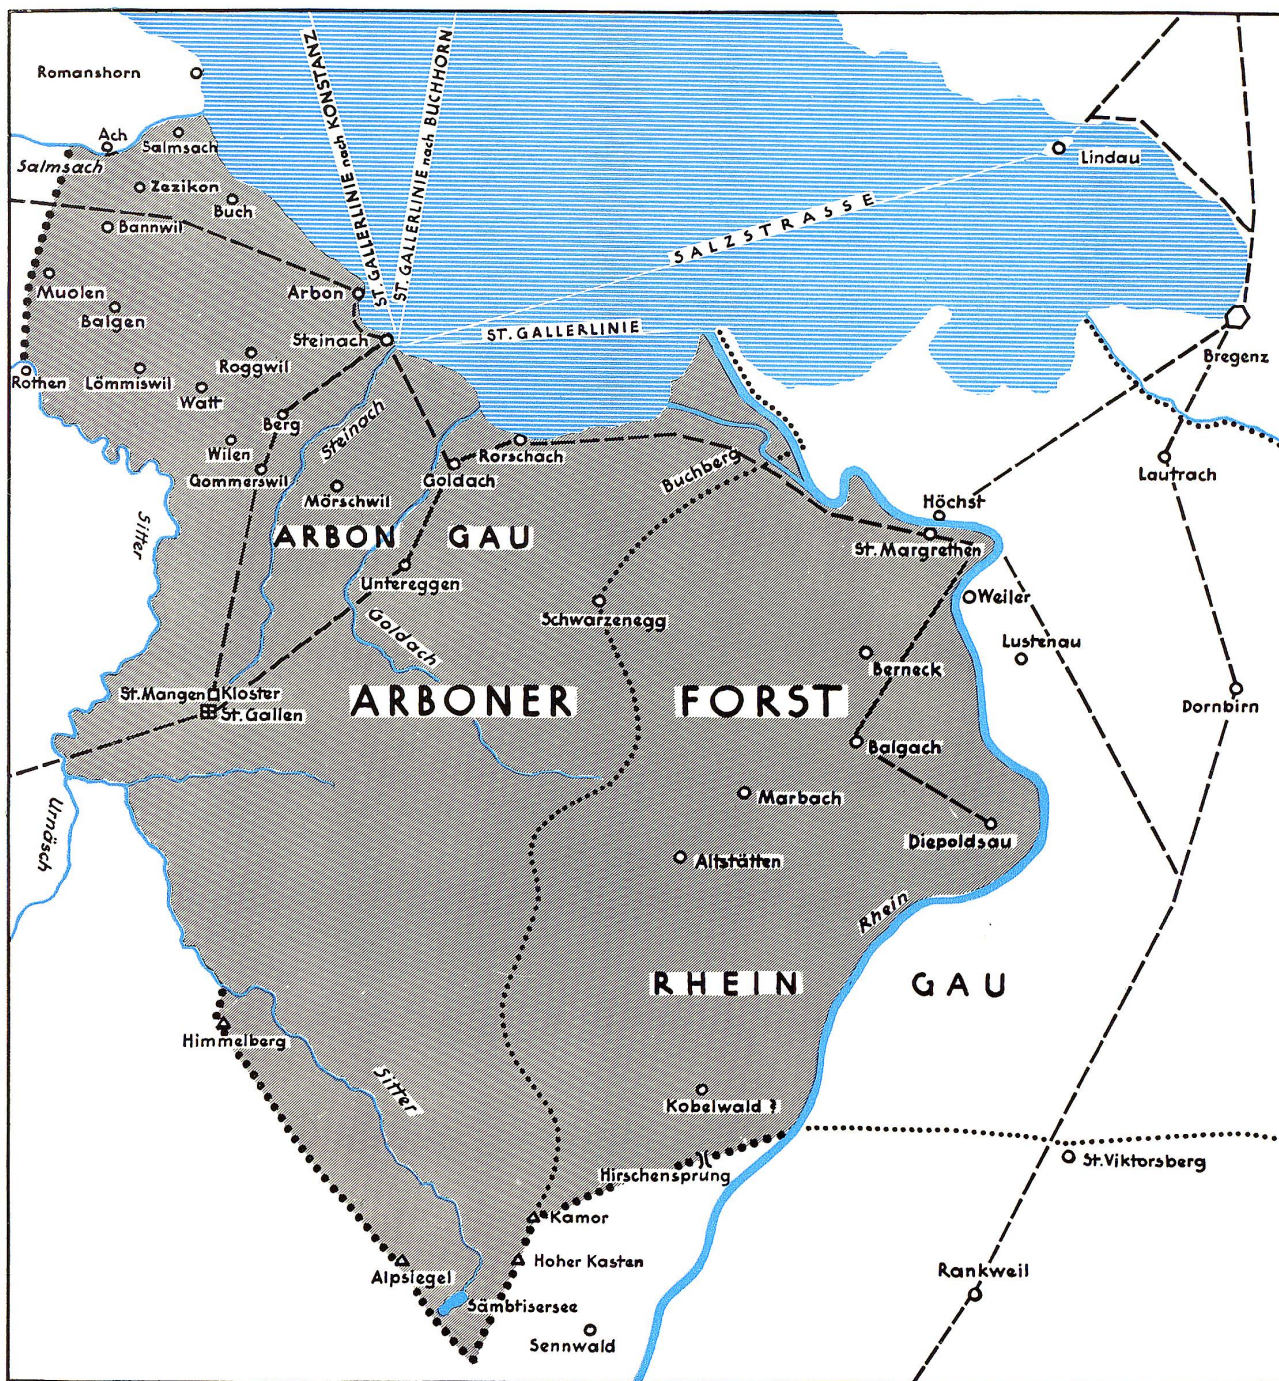 Romanshorn
ST. GALLERLINIE nach KONSTANZ
ST. GALLERLINIE nach BUCHHORN
Ach
Salmsach
Salmsach
Lindau
Zezikon
Buch
Bannwil
SALZSTRASSE
Muolen
Arbon
Balgen
Steinach
ST. GALLERLINIE
Bregenz
Roggwil
Rothen
Lömmiswil
Watt
Berg
Steinach
Wilen
Rorschach
Gommerswil
Goldach
Buchberg
Lautrach
Mörschwil
Höchst
Sitter
ARBON GAU
St. Margrethen
Untereggen
Weiler
Schwarzenegg
Goldach
Lustenau
Berneck
St. Mangen
Kloster
St. Gallen
ARBONER FORST
Dornbirn
Balgach
Marbach
Urnäsch
Diepoldsau
Altstätten
Rhein
RHEIN GAU
Himmelberg
Sitter
Kobelwald ?
Hirschensprung
St. Viktorsberg
Kamor
Alpsiegel
Hoher Kasten
Rankweil
Sämbtisersee
Sennwald